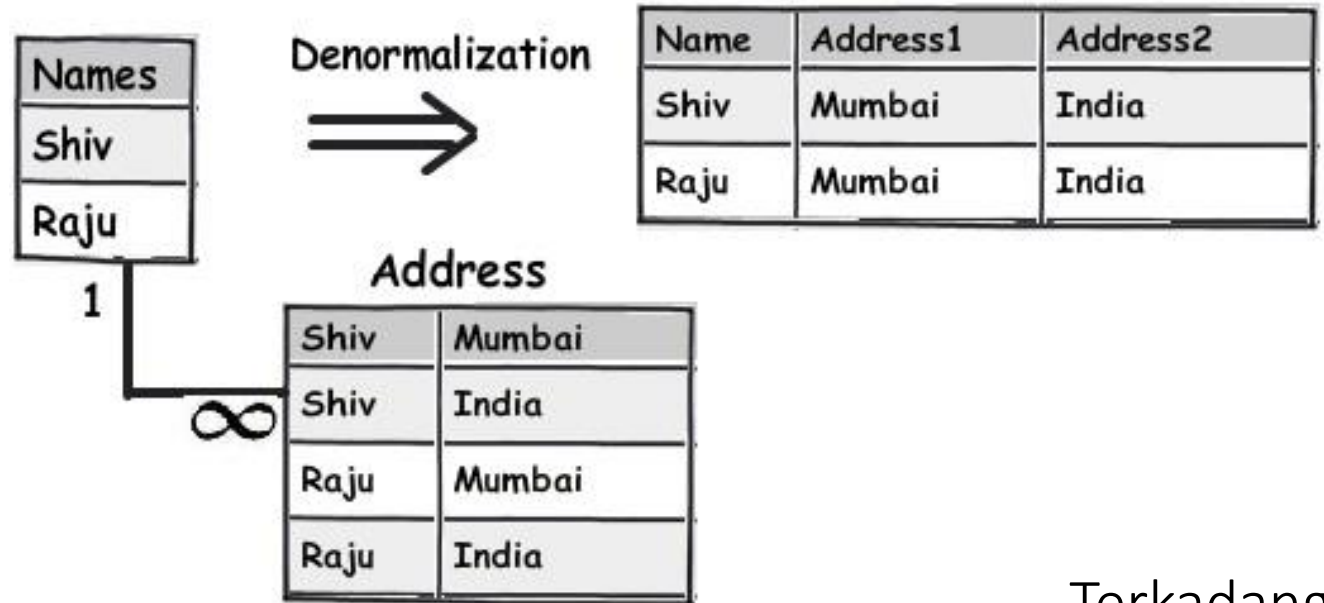 Names
Shiv
Raju
1
∞
Denormalization
Name Address1 Address2
Shiv Mumbai India
Raju Mumbai India
Address
Shiv Mumbai
Shiv India
Raju Mumbai
Raju India
Terkadang